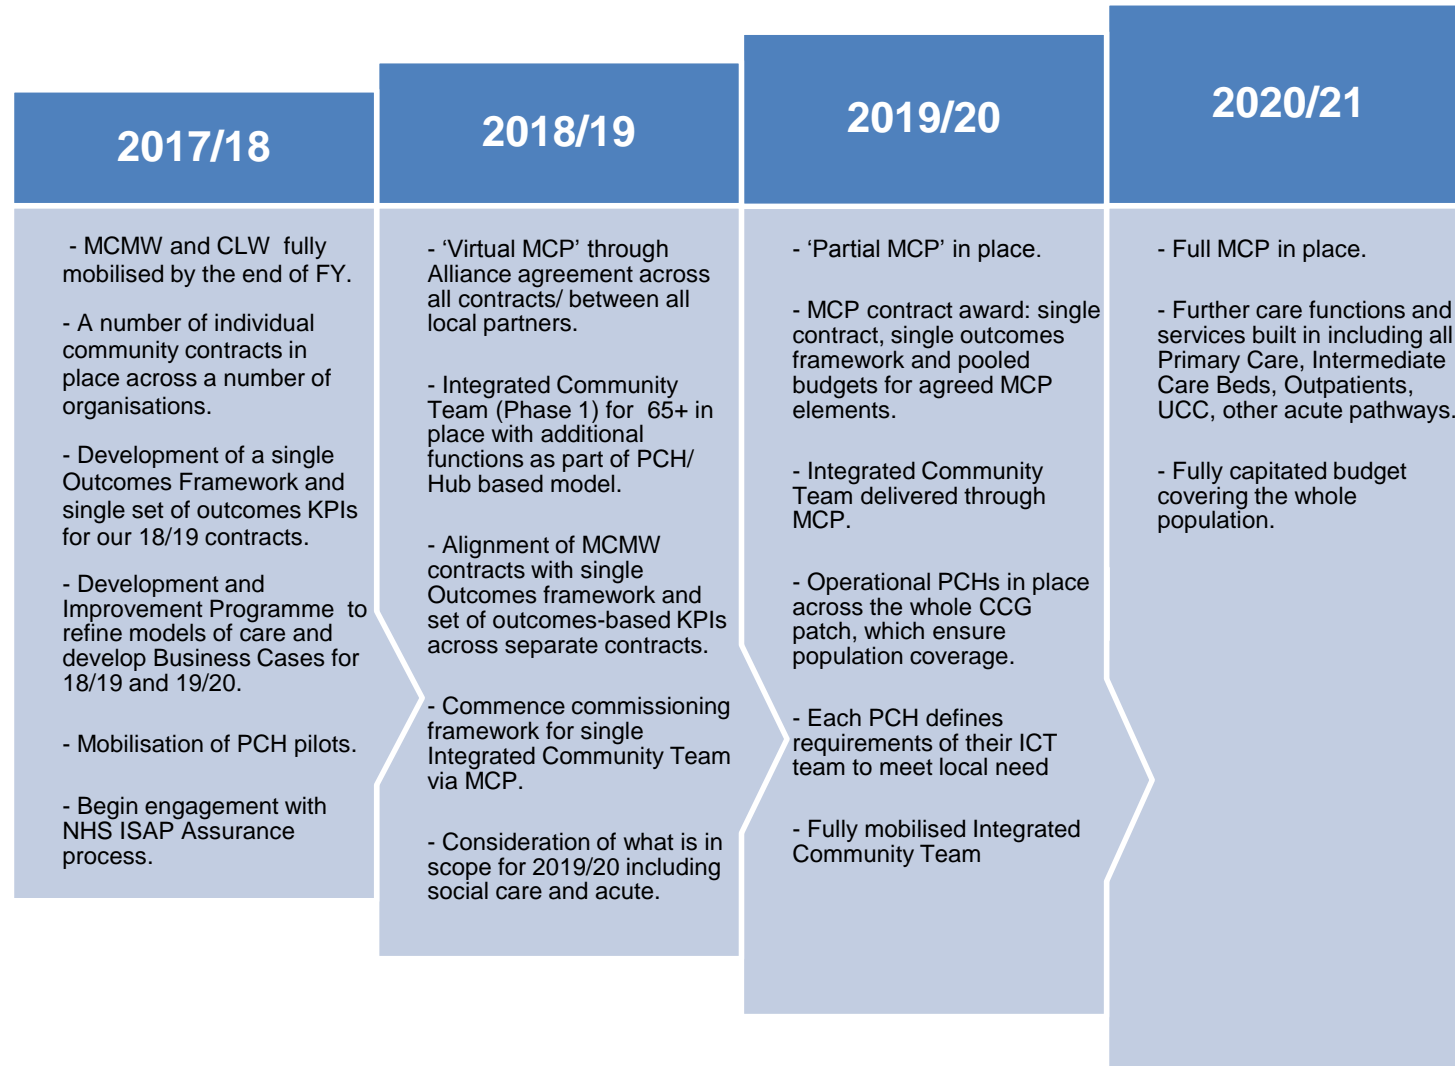 2017/18
- MCMW and CLW fully
mobilised by the end of FY.
- A number of individual
community contracts in
place across a number of
organisations.
- Development of a single
Outcomes Framework and
single set of outcomes KPIs
for our 18/19 contracts.
- Development and
Improvement Programme to
refine models of care and
develop Business Cases for
18/19 and 19/20.
- Mobilisation of PCH pilots.
- Begin engagement with
NHS ISAP Assurance
process.
2018/19
- ‘Virtual MCP’ through
Alliance agreement across
all contracts/ between all
local partners.
- Integrated Community
Team (Phase 1) for 65+ in
place with additional
functions as part of PCH/
Hub based model.
- Alignment of MCMW
contracts with single
Outcomes framework and
set of outcomes-based KPIs
across separate contracts.
- Commence commissioning
framework for single
Integrated Community Team
via MCP.
- Consideration of what is in
scope for 2019/20 including
social care and acute.
2019/20
- ‘Partial MCP’ in place.
- MCP contract award: single
contract, single outcomes
framework and pooled
budgets for agreed MCP
elements.
- Integrated Community
Team delivered through
MCP.
- Operational PCHs in place
across the whole CCG
patch, which ensure
population coverage.
- Each PCH defines
requirements of their ICT
team to meet local need
- Fully mobilised Integrated
Community Team
2020/21
- Full MCP in place.
- Further care functions and
services built in including all
Primary Care, Intermediate
Care Beds, Outpatients,
UCC, other acute pathways.
- Fully capitated budget
covering the whole
population.